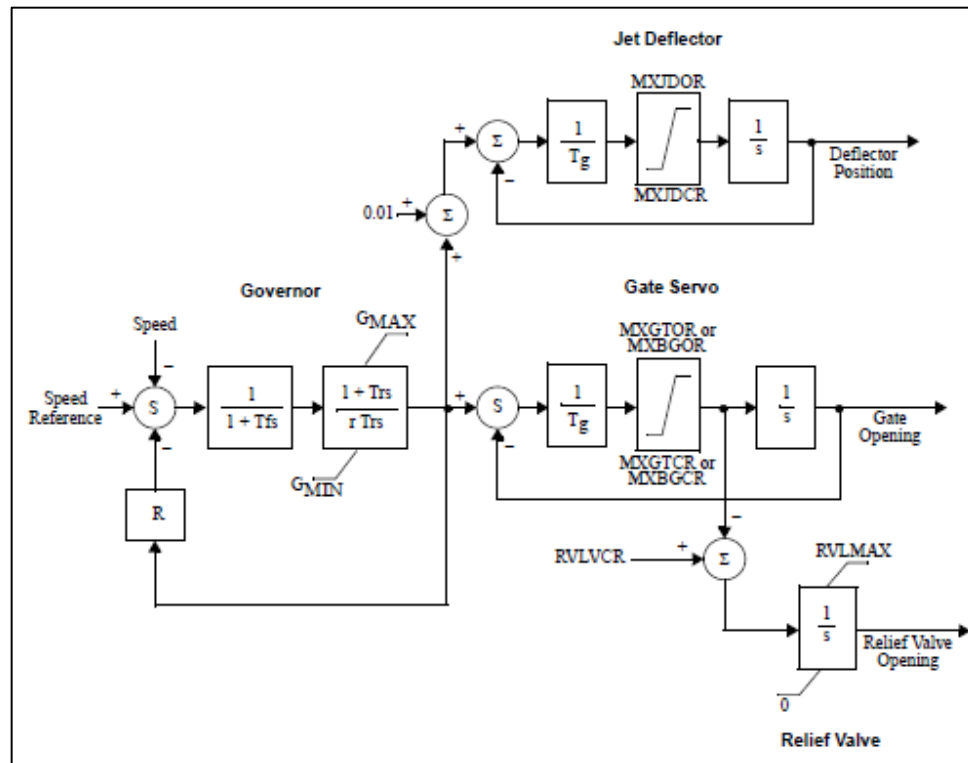 Jet Deflector
MXJDOR
+
Σ
1
Tg
1
s
−
MXJDCR
Deflector
Position
0.01
+
Σ
+
Governor
Gate Servo
Speed
GMAX
MXGTOR or
MXBGOR
−
Speed
Reference
+
S
1
1 + Tfs
1 + Trs
r Trs
+
S
1
Tg
1
s
Gate
Opening
−
−
GMIN
MXGTCR or
MXBGCR
R
−
RVLVCR
+
Σ
RVLMAX
1
s
Relief Valve
Opening
0
Relief Valve